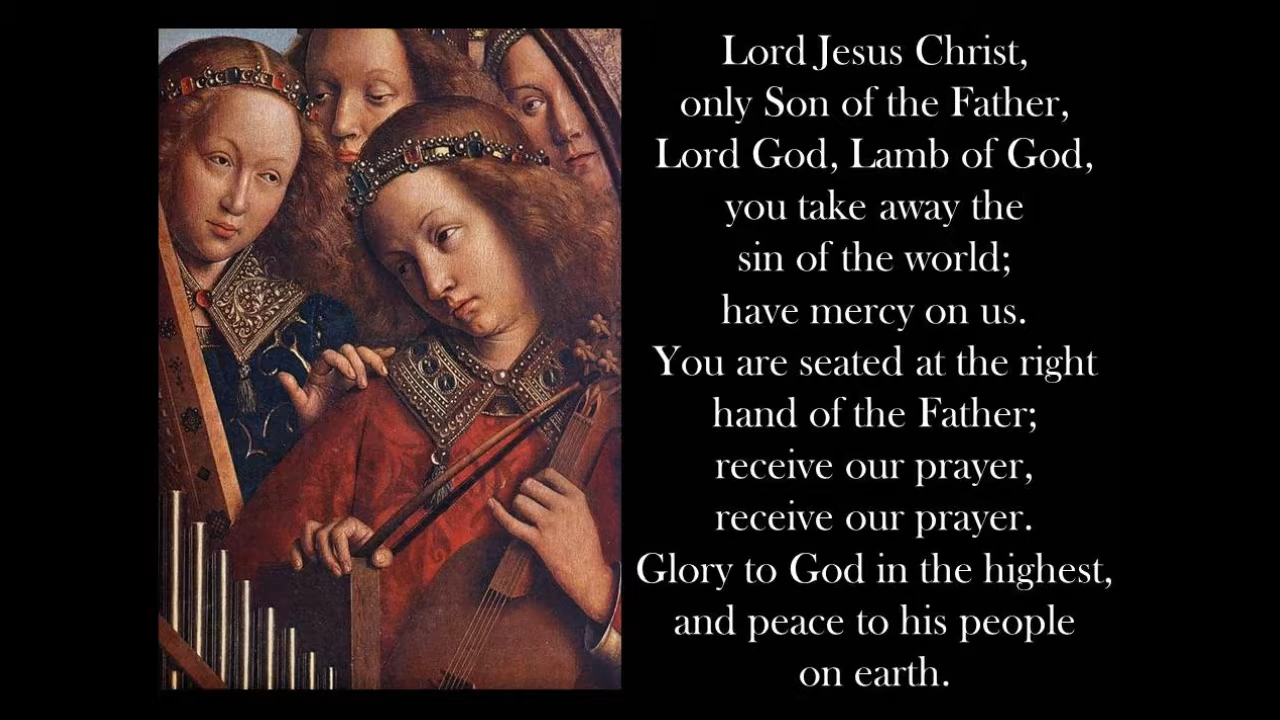 Lord Jesus Christ,
only Son of the Father,
Lord God, Lamb of God,
you take away the
sin of the world;
have mercy on us.
You are seated at the right
hand of the Father;
receive our prayer,
receive our prayer.
Glory to God in the highest,
and peace to his people
on earth.